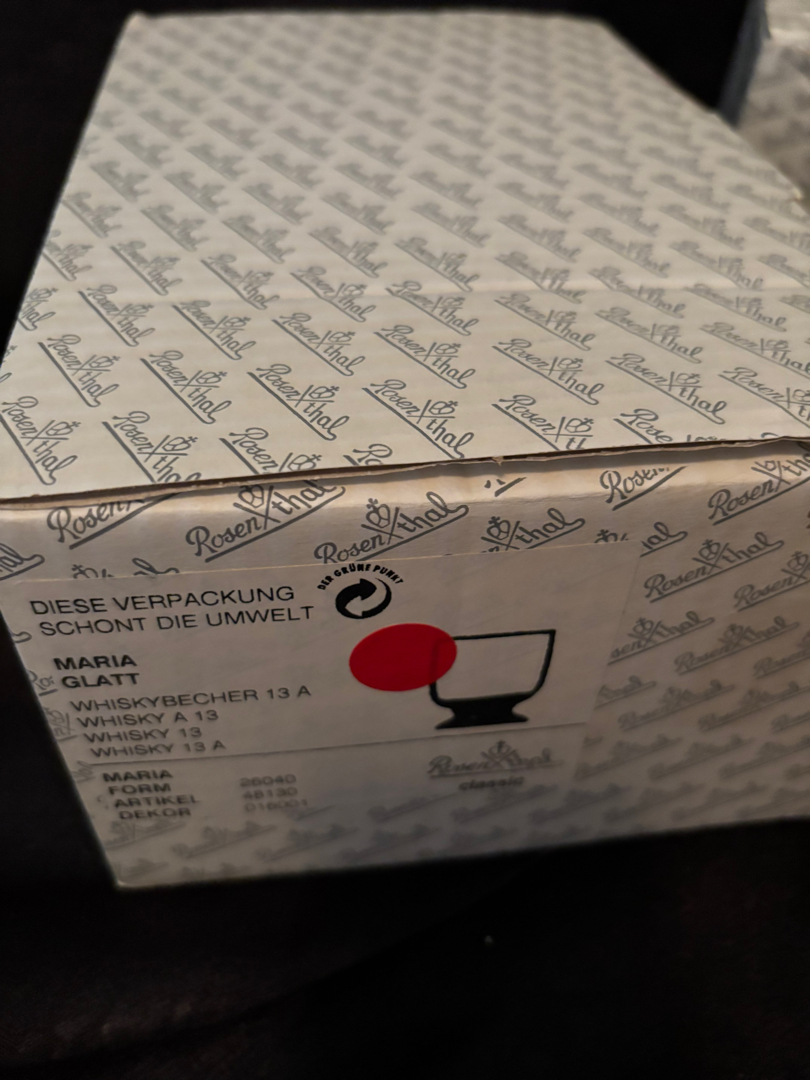 Rosenthal
DIESE VERPACKUNG
SCHONT DIE UMWELT
DER GRÜNE PUNKT
MARIA
GLATT
WHISKYBECHER 13 A
WHISKY A 13
WHISKY 13
WHISKY 13 A
Rosenthal
classic
MARIA
FORM 26040
ARTIKEL 48130
DEKOR 016001